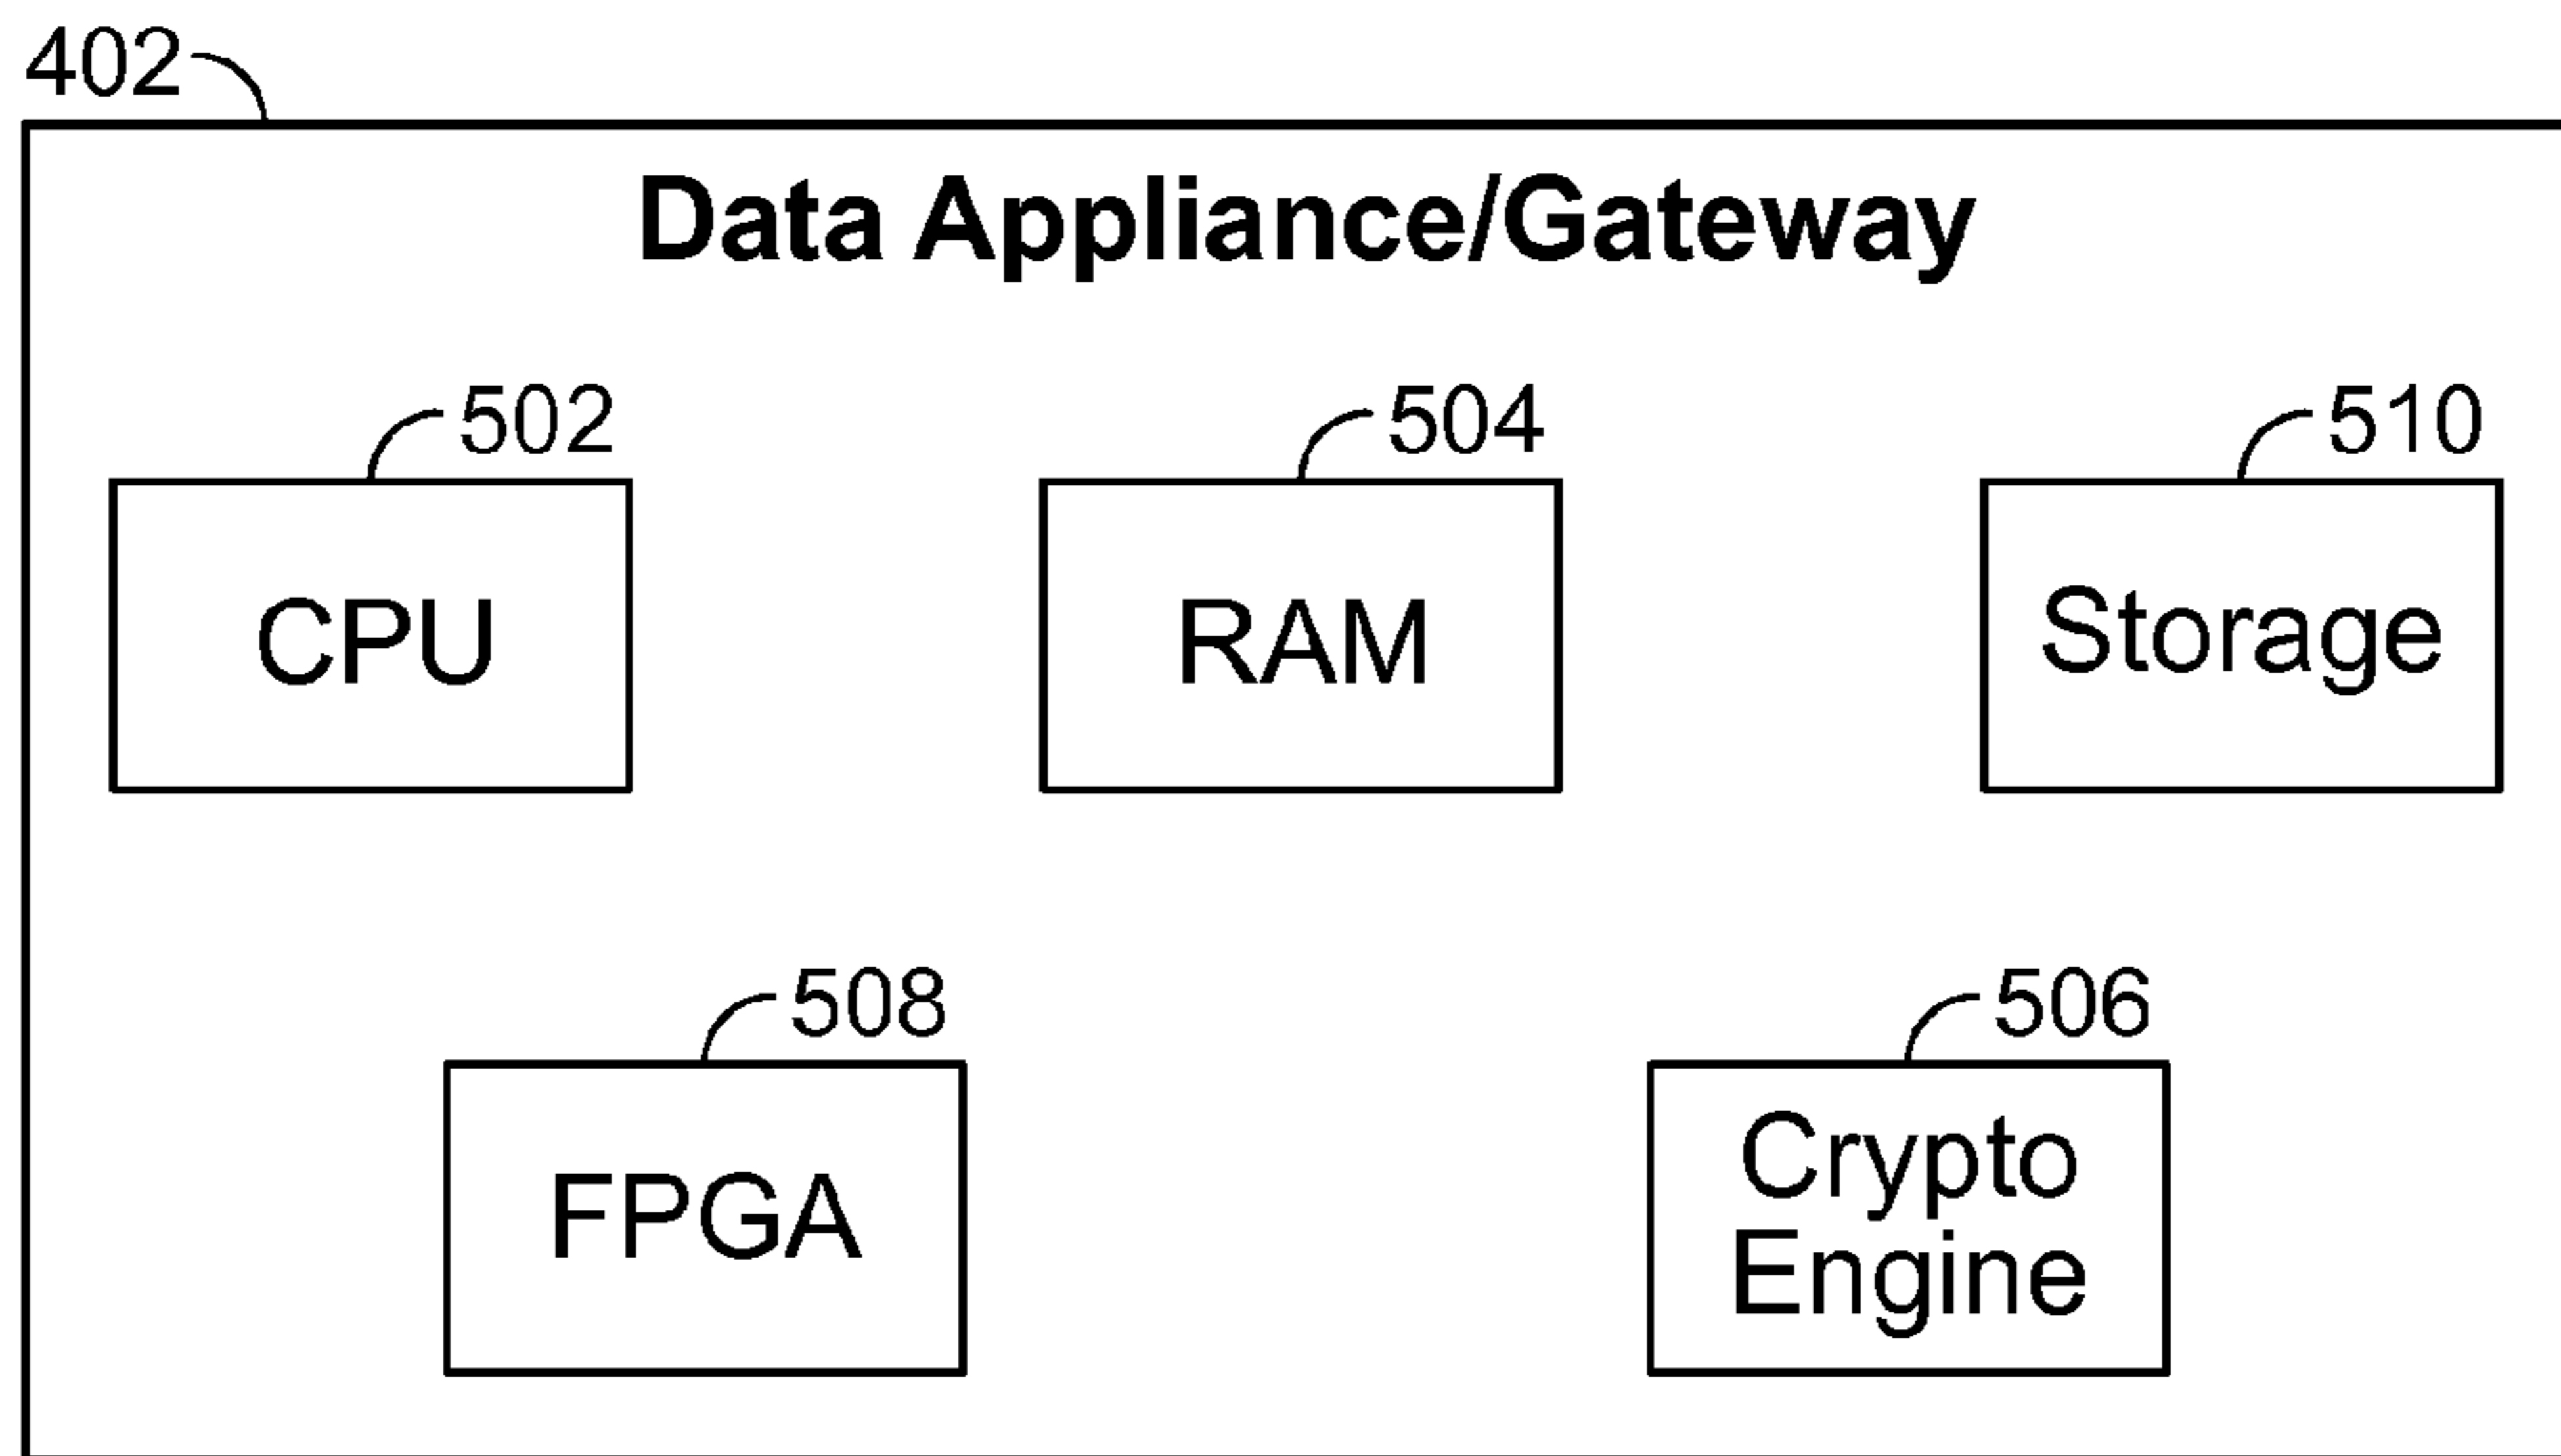 402
Data Appliance/Gateway
502
504
510
CPU
RAM
Storage
508
506
FPGA
Crypto
Engine